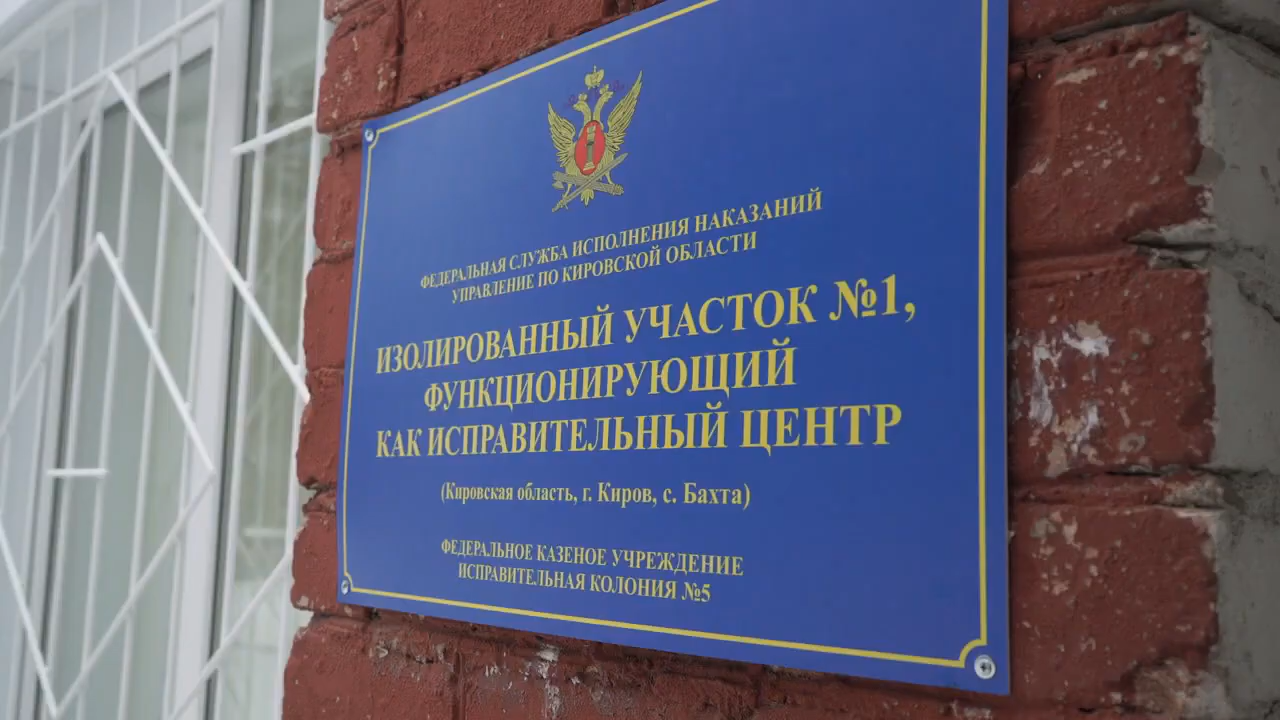 ФЕДЕРАЛЬНАЯ СЛУЖБА ИСПОЛНЕНИЯ НАКАЗАНИЙ
УПРАВЛЕНИЕ ПО КИРОВСКОЙ ОБЛАСТИ
ИЗОЛИРОВАННЫЙ УЧАСТОК №1,
ФУНКЦИОНИРУЮЩИЙ
КАК ИСПРАВИТЕЛЬНЫЙ ЦЕНТР
(Кировская область, г. Киров, с. Бахта)
ФЕДЕРАЛЬНОЕ КАЗЕНОЕ УЧРЕЖДЕНИЕ
ИСПРАВИТЕЛЬНАЯ КОЛОНИЯ №5